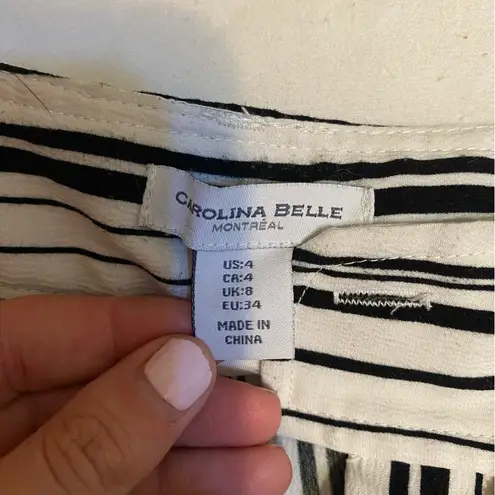 CAROLINA BELLE
MONTRÉAL
US:4
CA:4
UK:8
EU:34
MADE IN
CHINA